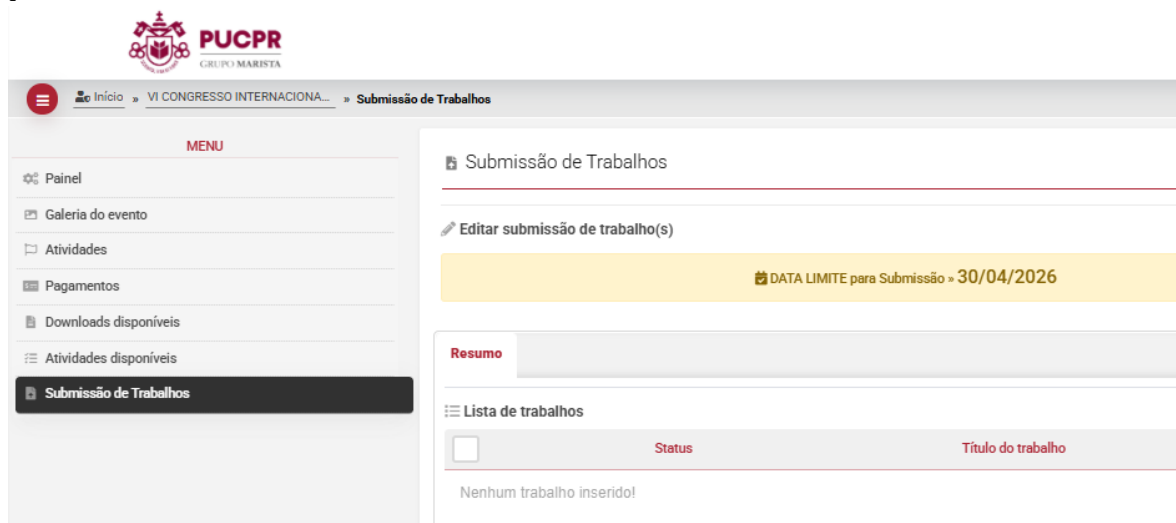 PUCPR
GRUPO MARISTA
Início » VI CONGRESSO INTERNACIONA... » Submissão de Trabalhos
MENU
Painel
Galeria do evento
Atividades
Pagamentos
Downloads disponíveis
Atividades disponíveis
Submissão de Trabalhos
Submissão de Trabalhos
Editar submissão de trabalho(s)
DATA LIMITE para Submissão » 30/04/2026
Resumo
Lista de trabalhos
Status Título do trabalho
Nenhum trabalho inserido!